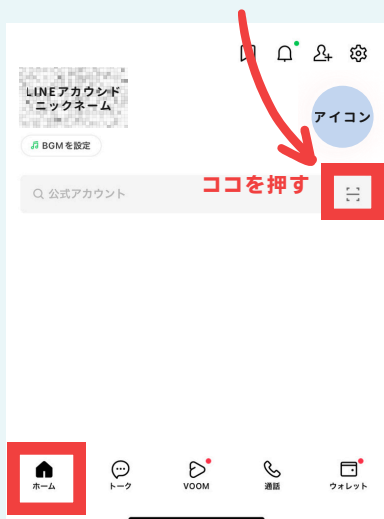 LINEアカウント
ニックネーム
アイコン
BGMを設定
公式アカウント
ココを押す
ホーム
トーク
VOOM
通話
ウォレット